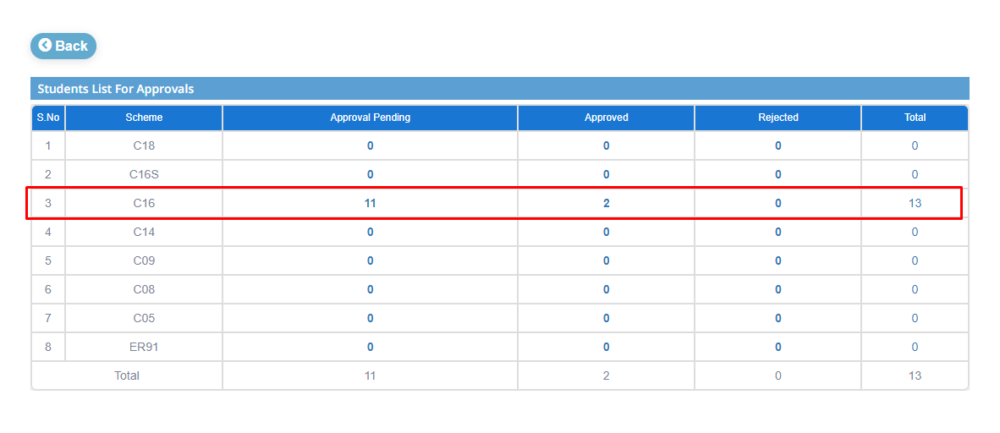 Back
Students List For Approvals
S.No Scheme Approval Pending Approved Rejected Total
1 C18 0 0 0 0
2 C16S 0 0 0 0
3 C16 11 2 0 13
4 C14 0 0 0 0
5 C09 0 0 0 0
6 C08 0 0 0 0
7 C05 0 0 0 0
8 ER91 0 0 0 0
Total 11 2 0 13